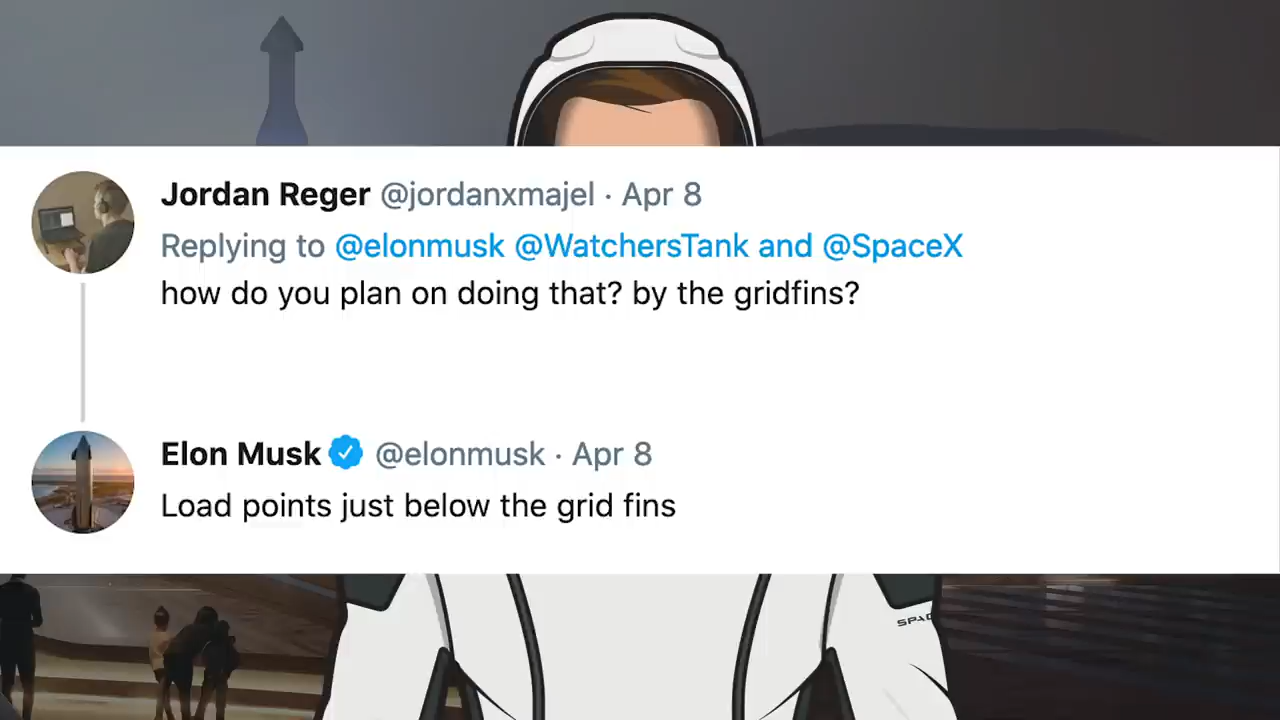 Jordan Reger @jordanxmajel · Apr 8
Replying to @elonmusk @WatchersTank and @SpaceX
how do you plan on doing that? by the gridfins?
Elon Musk @elonmusk · Apr 8
Load points just below the grid fins